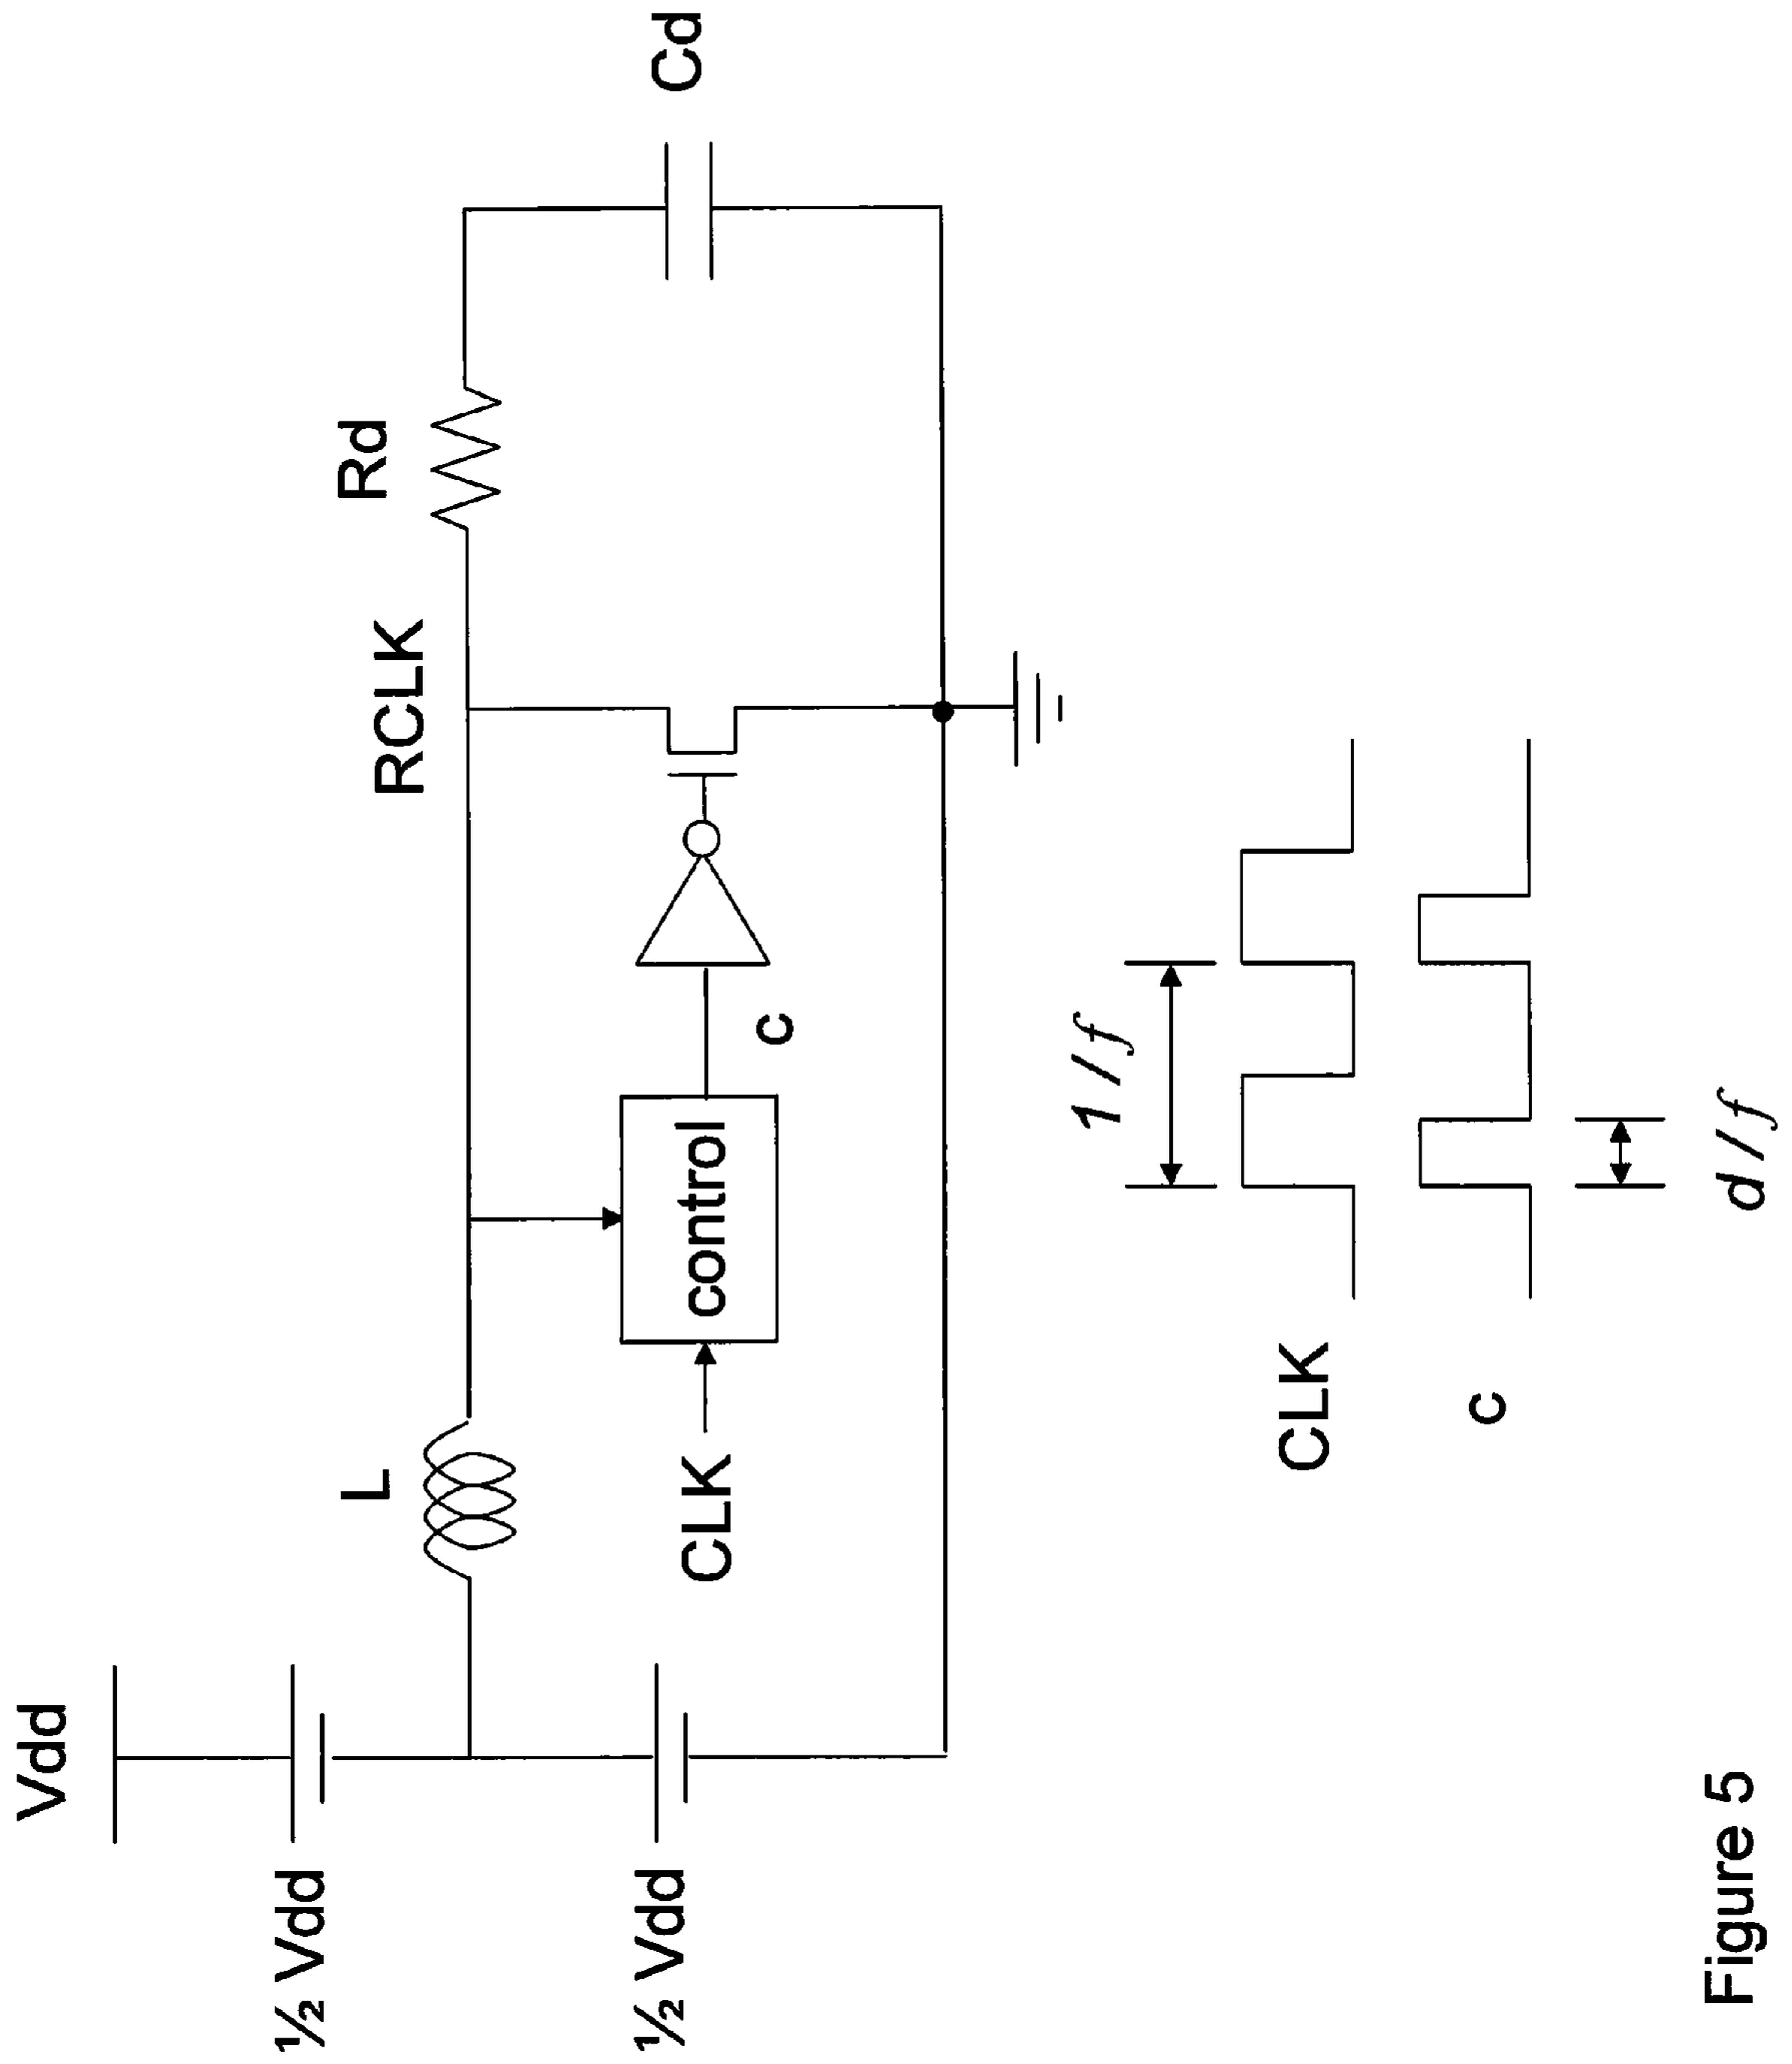 Vdd
½ Vdd
½ Vdd
L
RCLK
Rd
Cd
CLK
control
c
1/f
CLK
c
d/f
Figure 5